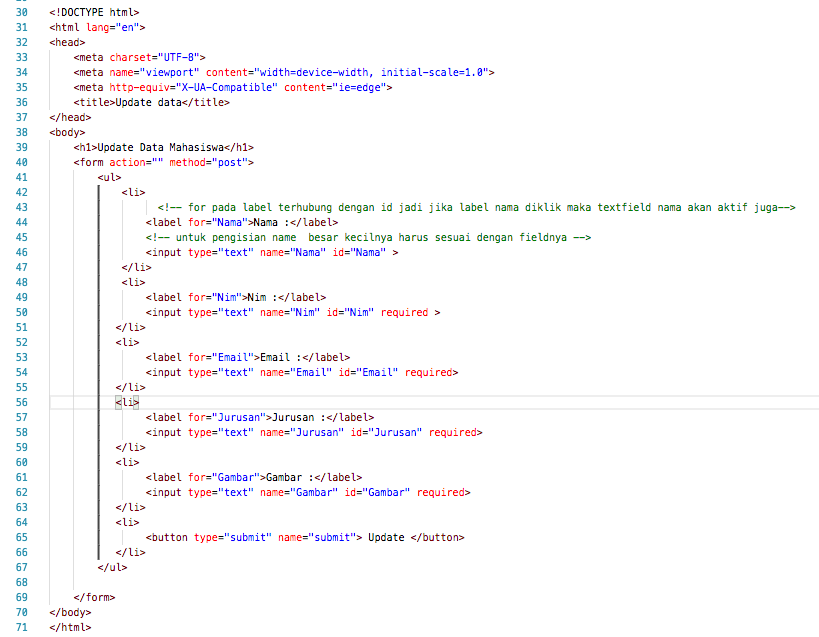 30 <!DOCTYPE html>
31 <html lang="en">
32 <head>
33 <meta charset="UTF-8">
34 <meta name="viewport" content="width=device-width, initial-scale=1.0">
35 <meta http-equiv="X-UA-Compatible" content="ie=edge">
36 <title>Update data</title>
37 </head>
38 <body>
39 <h1>Update Data Mahasiswa</h1>
40 <form action="" method="post">
41 <ul>
42 <li>
43 <!-- for pada label terhubung dengan id jadi jika label nama diklik maka textfield nama akan aktif juga-->
44 <label for="Nama">Nama :</label>
45 <!-- untuk pengisian name  besar kecilnya harus sesuai dengan fieldnya -->
46 <input type="text" name="Nama" id="Nama" >
47 </li>
48 <li>
49 <label for="Nim">Nim :</label>
50 <input type="text" name="Nim" id="Nim" required >
51 </li>
52 <li>
53 <label for="Email">Email :</label>
54 <input type="text" name="Email" id="Email" required>
55 </li>
56 <li>
57 <label for="Jurusan">Jurusan :</label>
58 <input type="text" name="Jurusan" id="Jurusan" required>
59 </li>
60 <li>
61 <label for="Gambar">Gambar :</label>
62 <input type="text" name="Gambar" id="Gambar" required>
63 </li>
64 <li>
65 <button type="submit" name="submit"> Update </button>
66 </li>
67 </ul>
68
69 </form>
70 </body>
71 </html>